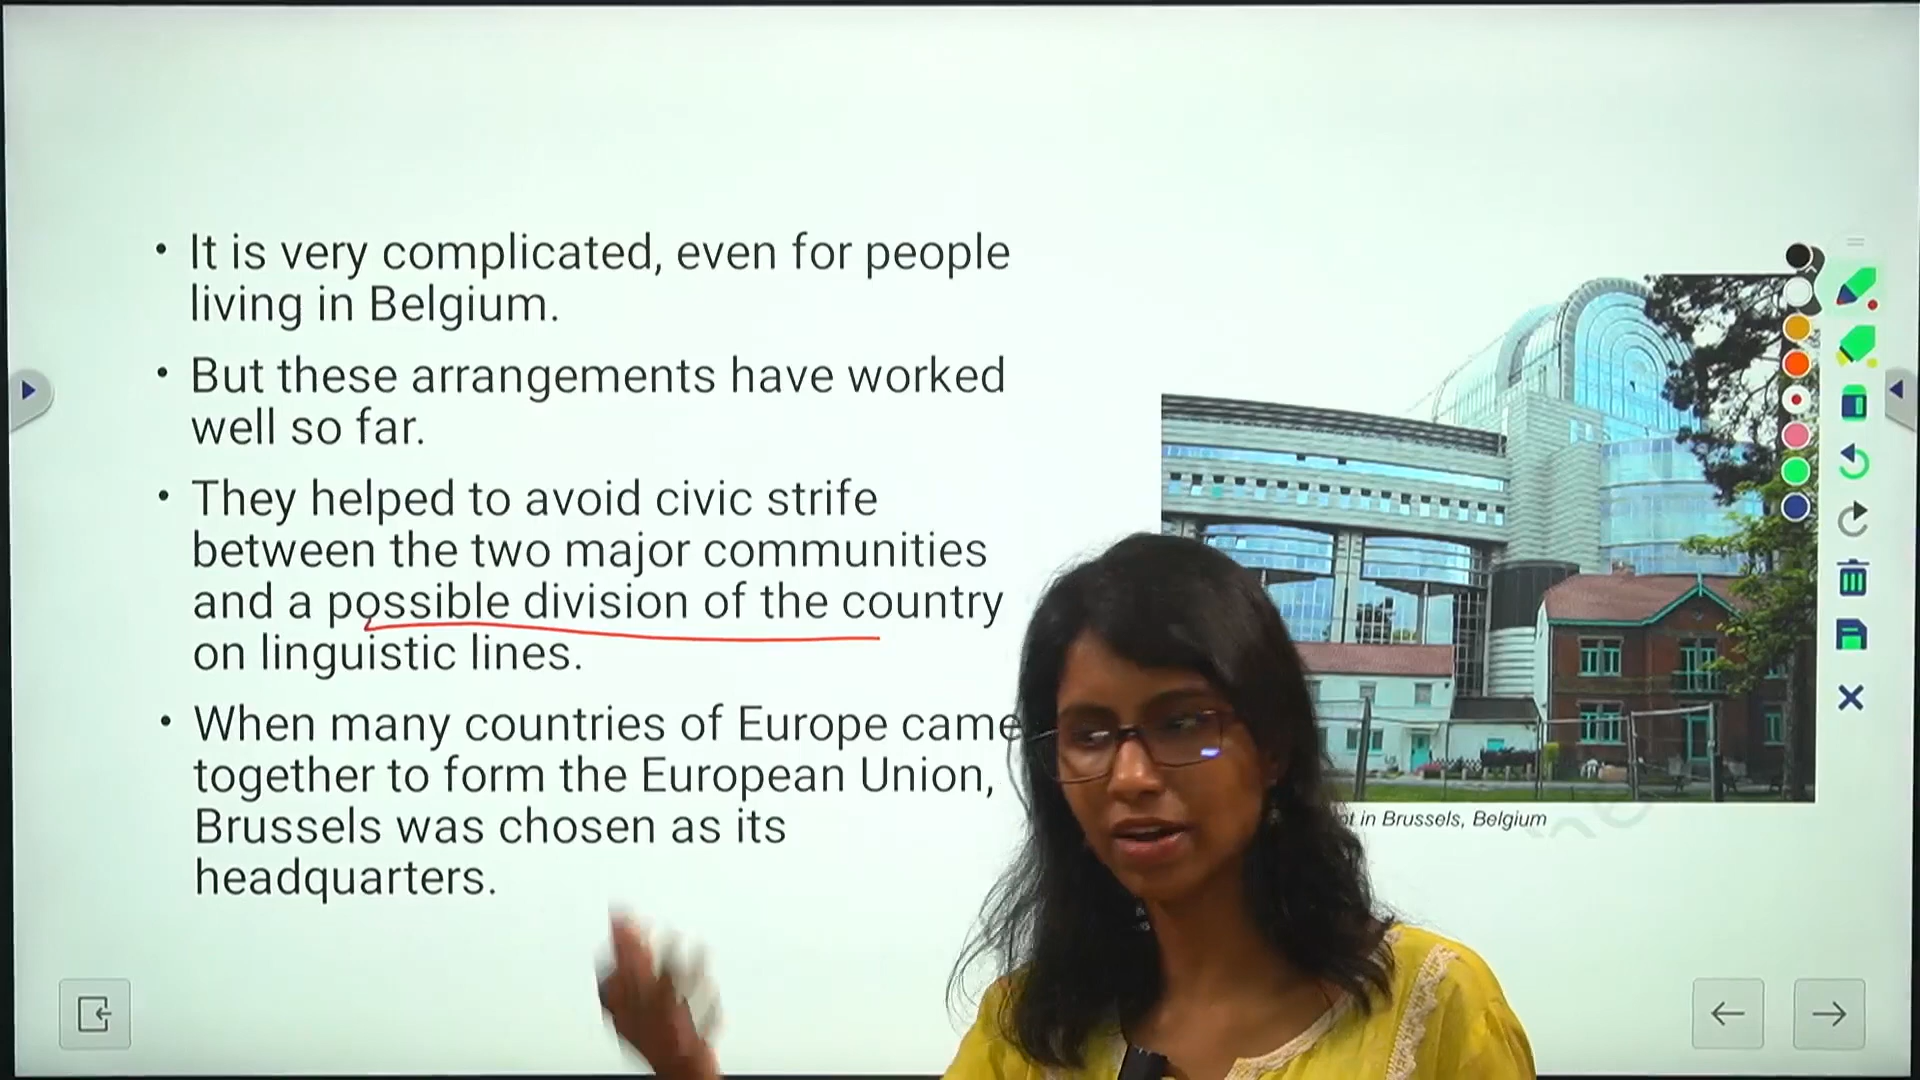 • It is very complicated, even for people
living in Belgium.
• But these arrangements have worked
well so far.
• They helped to avoid civic strife
between the two major communities
and a possible division of the country
on linguistic lines.
• When many countries of Europe came
together to form the European Union,
Brussels was chosen as its
headquarters.
in Brussels, Belgium